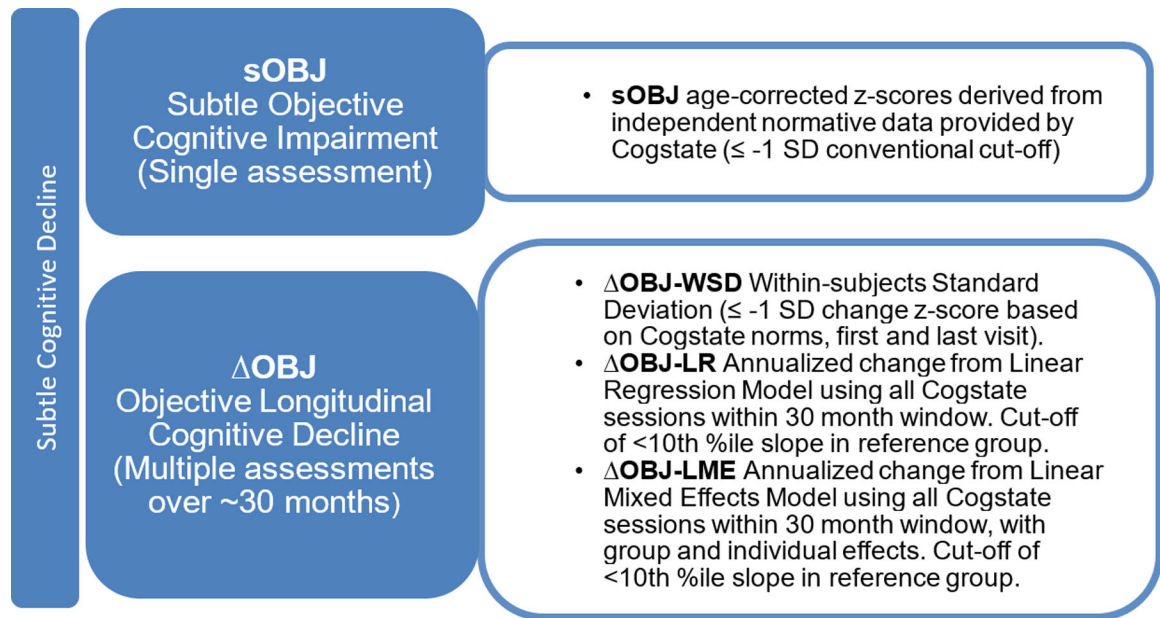 Subtle Cognitive Decline
sOBJ
Subtle Objective
Cognitive Impairment
(Single assessment)
• sOBJ age-corrected z-scores derived from
independent normative data provided by
Cogstate (≤ -1 SD conventional cut-off)
∆OBJ
Objective Longitudinal
Cognitive Decline
(Multiple assessments
over ~30 months)
• ∆OBJ-WSD Within-subjects Standard
Deviation (≤ -1 SD change z-score based
on Cogstate norms, first and last visit).
• ∆OBJ-LR Annualized change from Linear
Regression Model using all Cogstate
sessions within 30 month window. Cut-off
of <10th %ile slope in reference group.
• ∆OBJ-LME Annualized change from Linear
Mixed Effects Model using all Cogstate
sessions within 30 month window, with
group and individual effects. Cut-off of
<10th %ile slope in reference group.